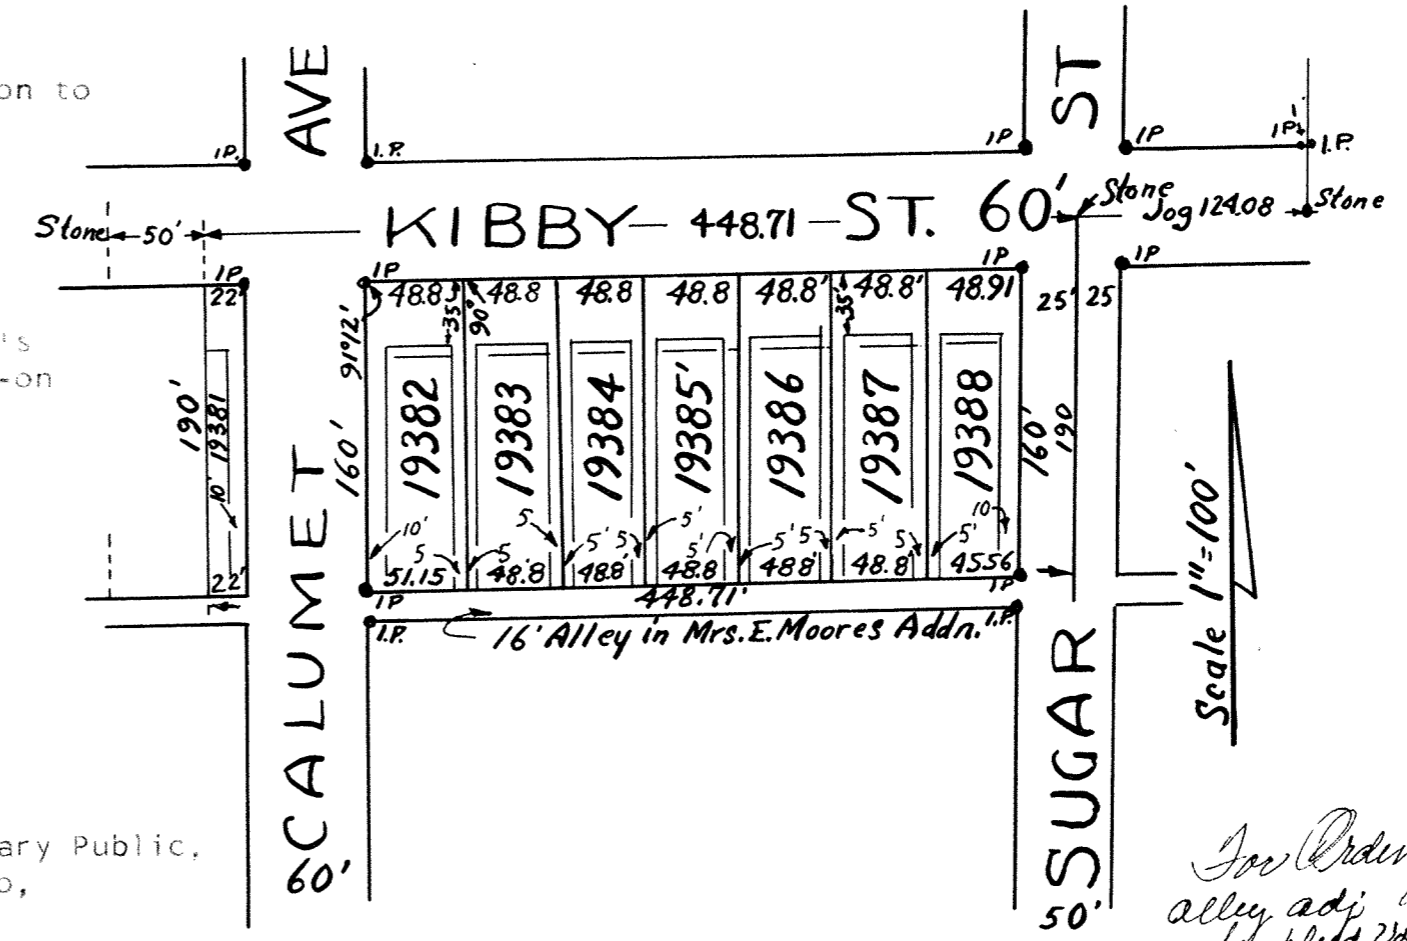 on to
AVE
ST
I.P.
I.P.
IP
IP
IP
I.P.
Stone
50'
KIBBY 448.71 ST. 60'
Stone
Jog 124.08
Stone
IP
IP
IP
IP
22'
48.8 48.8 48.8 48.8 48.8' 48.8' 48.91
25' 25
35'
90°
35'
91°12'
's
-on
190'
19381
10'
160'
19382
19383
19384
19385'
19386
19387
19388
160'
190
Scale 1"=100'
10' 5 5 5 5' 5 5' 5' 5' 5 5' 5 5' 10
22'
51.15 48.8 48.8' 48.8 48.8' 48.8' 45.56
IP
448.71'
IP
I.P.
16' Alley in Mrs. E. Moores Addn.
I.P.
CALUMET
60'
SUGAR
50'
ary Public,
o,
For Order
alley adj